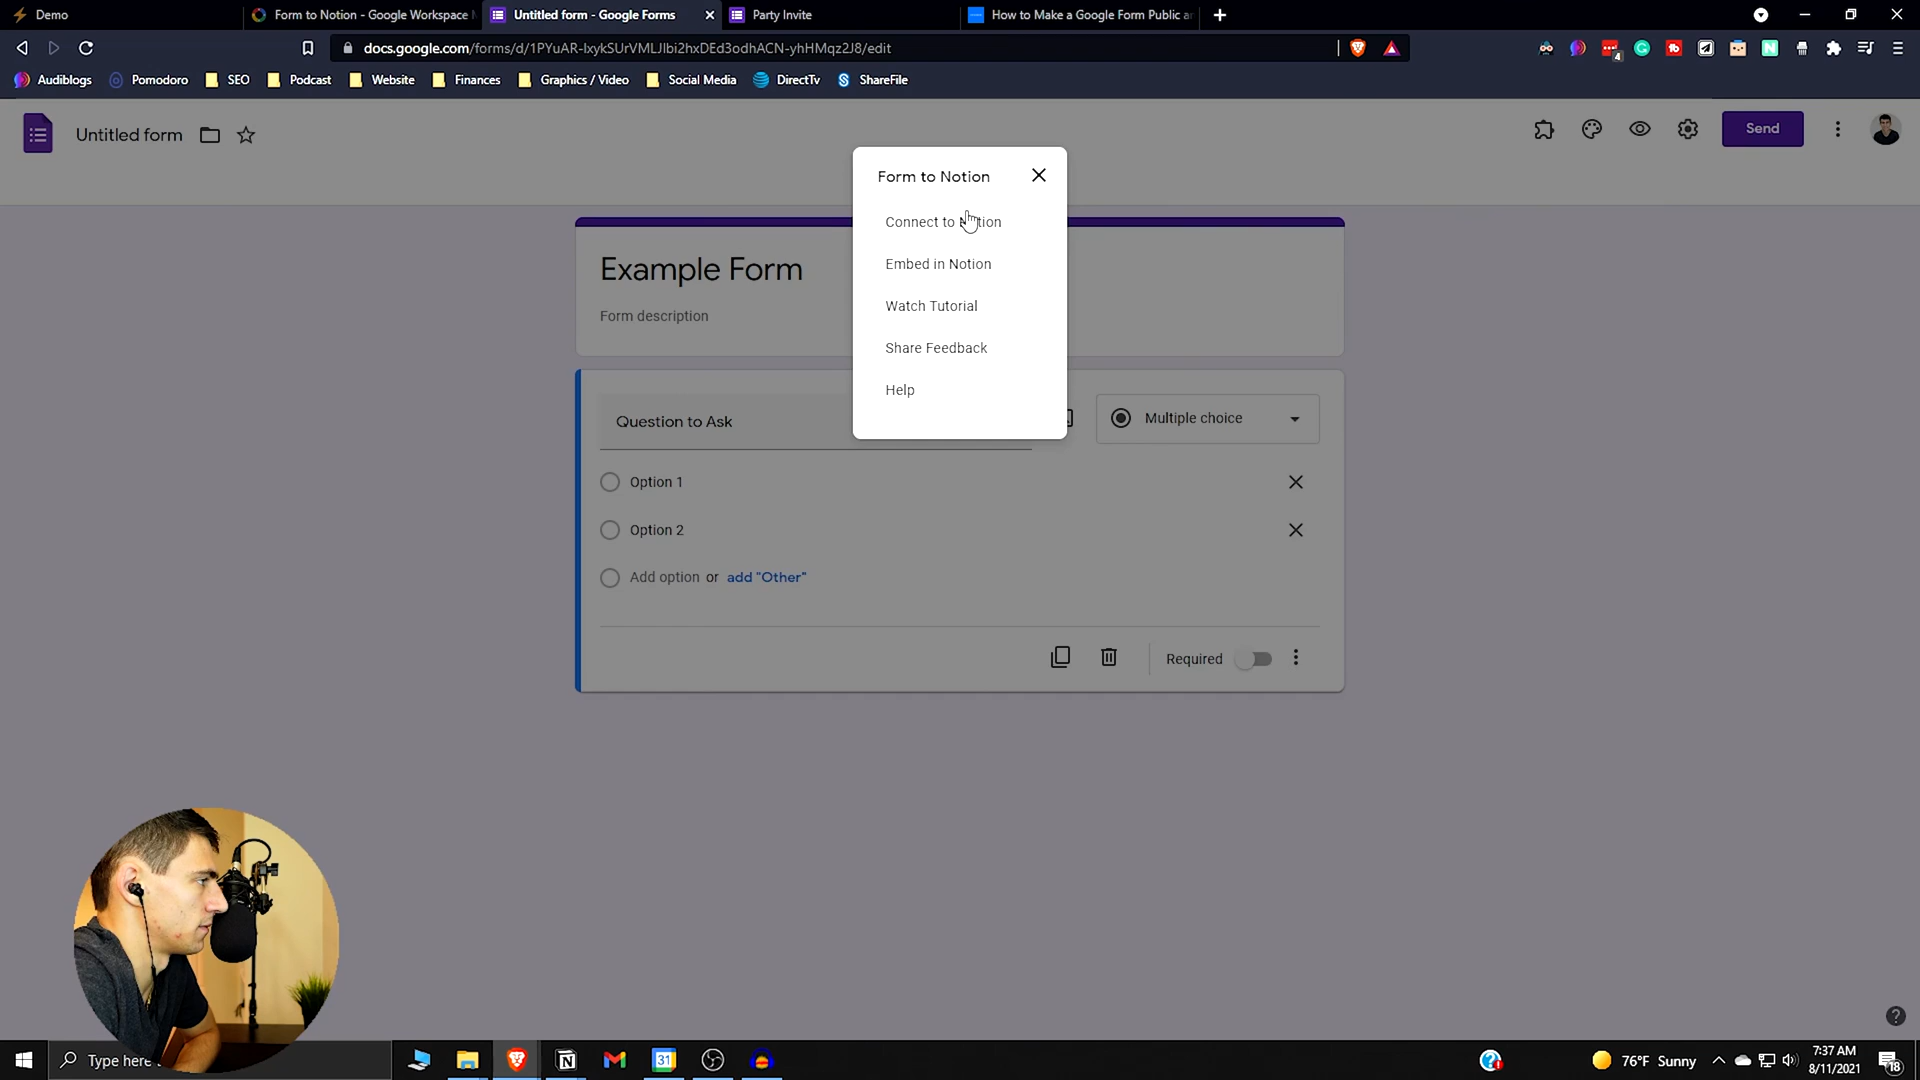 Demo
Form to Notion - Google Workspace
Untitled form - Google Forms
Party Invite
How to Make a Google Form Public a
docs.google.com/forms/d/1PYuAR-IxykSUrVMLJlbi2hxDEd3odhACN-yhHMqz2J8/edit
4
Audiblogs
Pomodoro
SEO
Podcast
Website
Finances
Graphics / Video
Social Media
DirectTv
ShareFile
Untitled form
Send
Form to Notion
Connect to Notion
Embed in Notion
Watch Tutorial
Share Feedback
Help
Example Form
Form description
Question to Ask
Multiple choice
Option 1
Option 2
Add option or add "Other"
Required
Type here
31
76°F Sunny
7:37 AM
8/11/2021
18